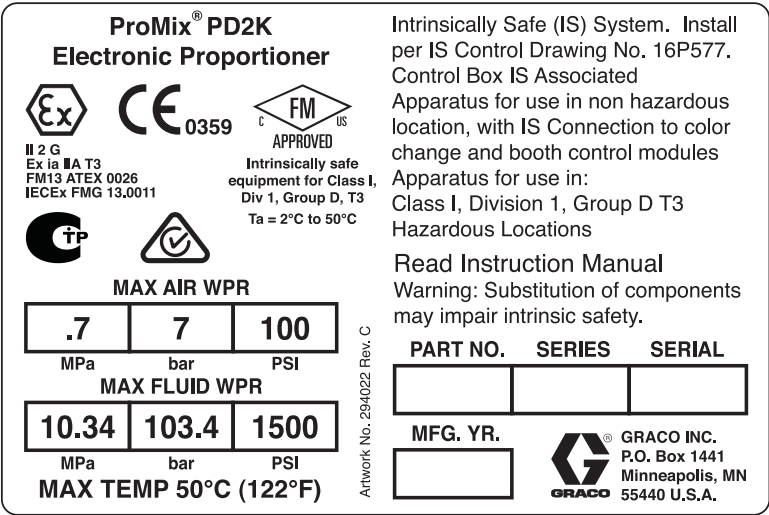 ProMix® PD2K
Electronic Proportioner
Ex
CE 0359
FM
C US
APPROVED
II 2 G
Ex ia IIA T3
FM13 ATEX 0026
IECEx FMG 13.0011
Intrinsically safe
equipment for Class I,
Div 1, Group D, T3
Ta = 2°C to 50°C
CTP
MAX AIR WPR
.7 7 100
MPa bar PSI
MAX FLUID WPR
10.34 103.4 1500
MPa bar PSI
MAX TEMP 50°C (122°F)
Artwork No. 294022 Rev. C
Intrinsically Safe (IS) System. Install
per IS Control Drawing No. 16P577.
Control Box IS Associated
Apparatus for use in non hazardous
location, with IS Connection to color
change and booth control modules
Apparatus for use in:
Class I, Division 1, Group D T3
Hazardous Locations
Read Instruction Manual
Warning: Substitution of components
may impair intrinsic safety.
PART NO. SERIES SERIAL
MFG. YR.
G®
GRACO
GRACO INC.
P.O. Box 1441
Minneapolis, MN
55440 U.S.A.